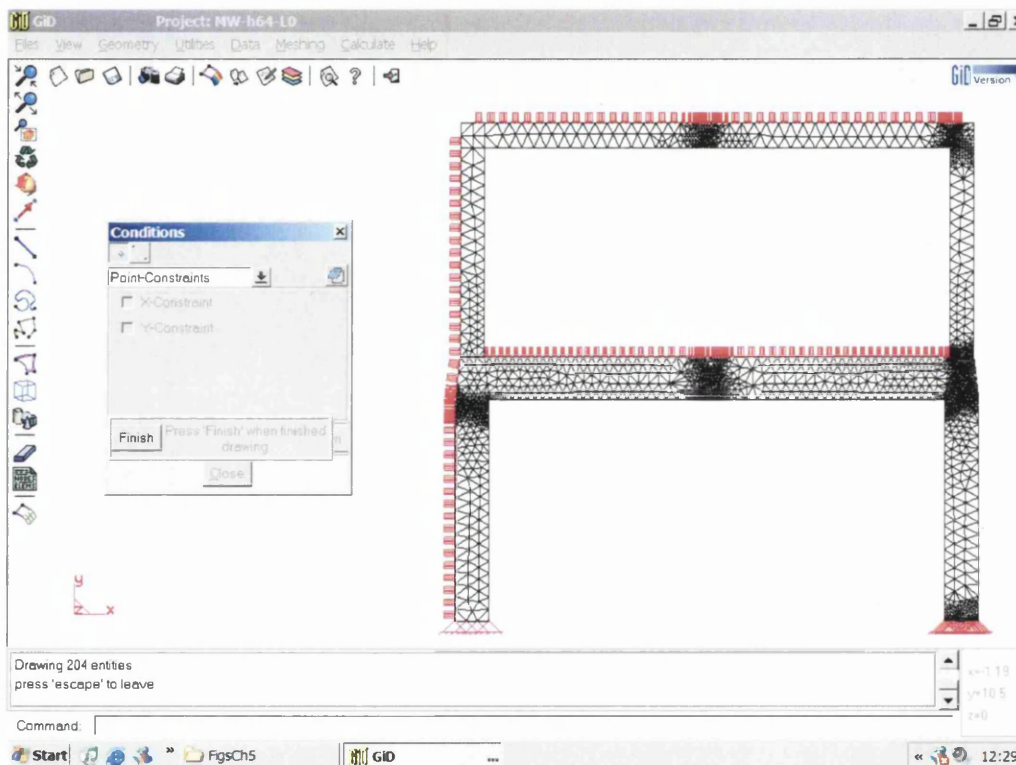 GiD Project: MW-h64-L0
Files View Geometry Utilities Data Meshing Calculate Help
GiD Version
Conditions
Point-Constraints
X-Constraint
Y-Constraint
Finish
Press 'Finish' when finished
drawing
Close
y
z x
Drawing 204 entities
press 'escape' to leave
x=-1.19
y=10.5
z=0
Command:
Start
FigsCh5
GiD
...
12:29